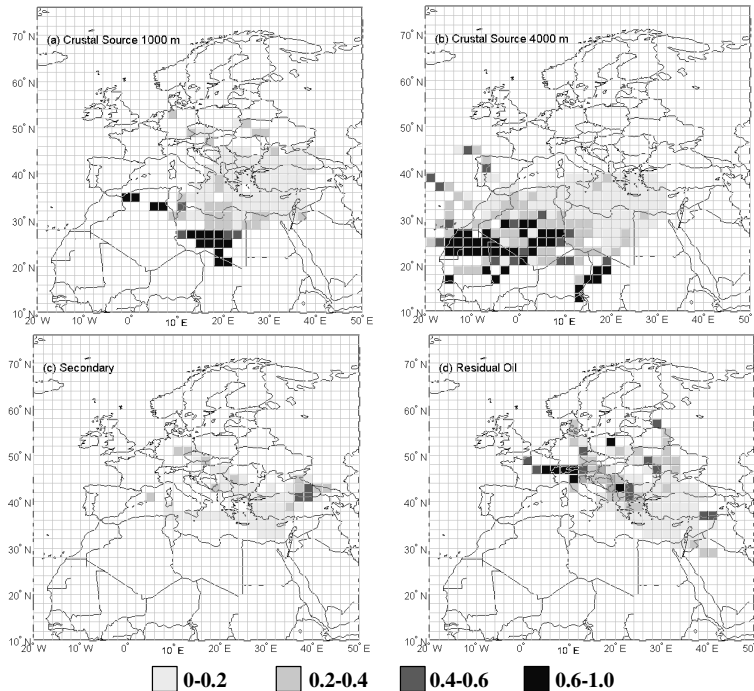 (a) Crustal Source 1000 m
70° N
60° N
50° N
40° N
30° N
20° N
10° N
20° W 10° W 0° 10° E 20° E 30° E 40° E 50° E
(b) Crustal Source 4000 m
70° N
60° N
50° N
40° N
30° N
20° N
10° N
20° W 10° W 0° 10° E 20° E 30° E 40° E 50° E
(c) Secondary
70° N
60° N
50° N
40° N
30° N
20° N
10° N
20° W 10° W 0° 10° E 20° E 30° E 40° E 50° E
(d) Residual Oil
70° N
60° N
50° N
40° N
30° N
20° N
10° N
20° W 10° W 0° 10° E 20° E 30° E 40° E 50° E
0-0.2 0.2-0.4 0.4-0.6 0.6-1.0